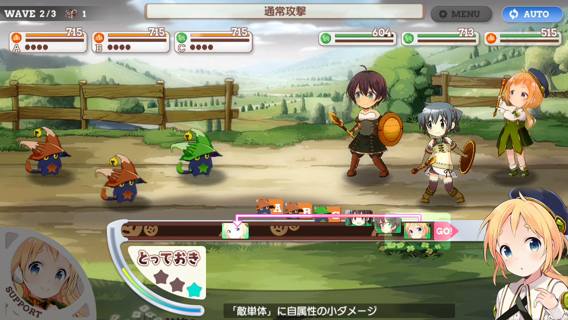 WAVE 2/3 1
通常攻撃
MENU
AUTO
715
715
715
604
713
515
A
B
C
A
B
GO!
とっておき
SUPPORT
「敵単体」に自属性の小ダメージ